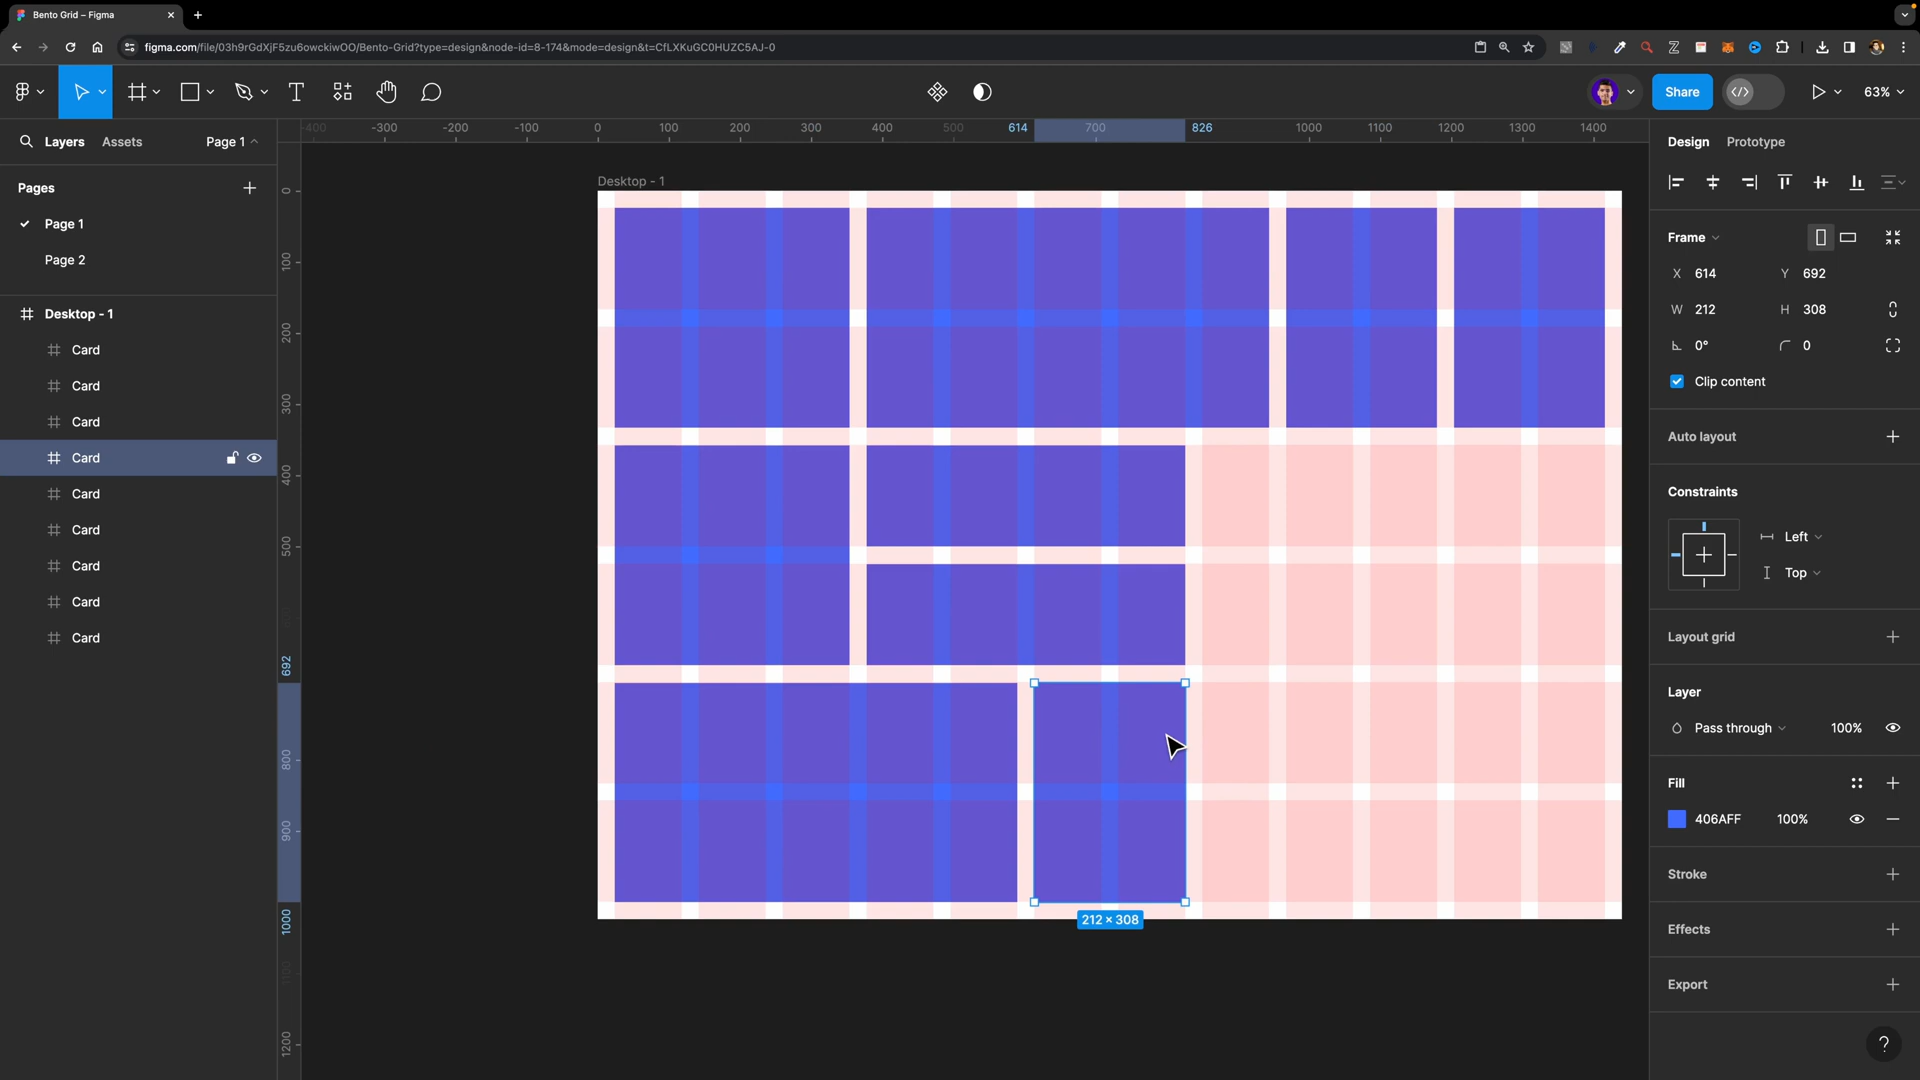 Bento Grid – Figma
figma.com/file/03h9rGdXjF5zu6owckiwOO/Bento-Grid?type=design&node-id=8-174&mode=design&t=CfLXKuGC0HUZC5AJ-0
Share
63%
Layers
Assets
Page 1
Pages
Page 1
Page 2
Desktop - 1
Card
Card
Card
Card
Card
Card
Card
Card
Card
-400 -300 -200 -100 0 100 200 300 400 500 614 700 826 1000 1100 1200 1300 1400
0
100
200
300
400
500
692
800
900
1000
1100
1200
Desktop - 1
212 × 308
Design
Prototype
Frame
X 614 Y 692
W 212 H 308
0° 0
Clip content
Auto layout
Constraints
Left
Top
Layout grid
Layer
Pass through 100%
Fill
406AFF 100%
Stroke
Effects
Export
?